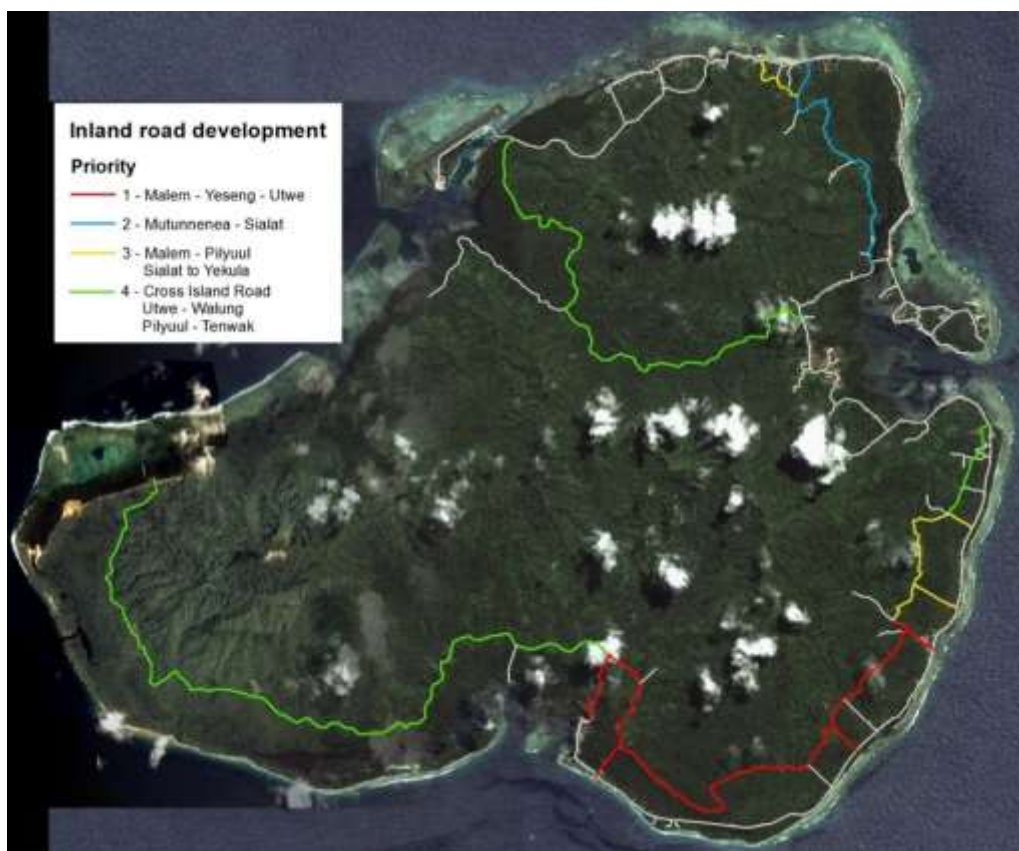 Inland road development
Priority
1 - Malem - Yeseng - Utwe
2 - Mutunnenea - Sialat
3 - Malem - Pilyuul
Sialat to Yekula
4 - Cross Island Road
Utwe - Walung
Pilyuul - Tenwak